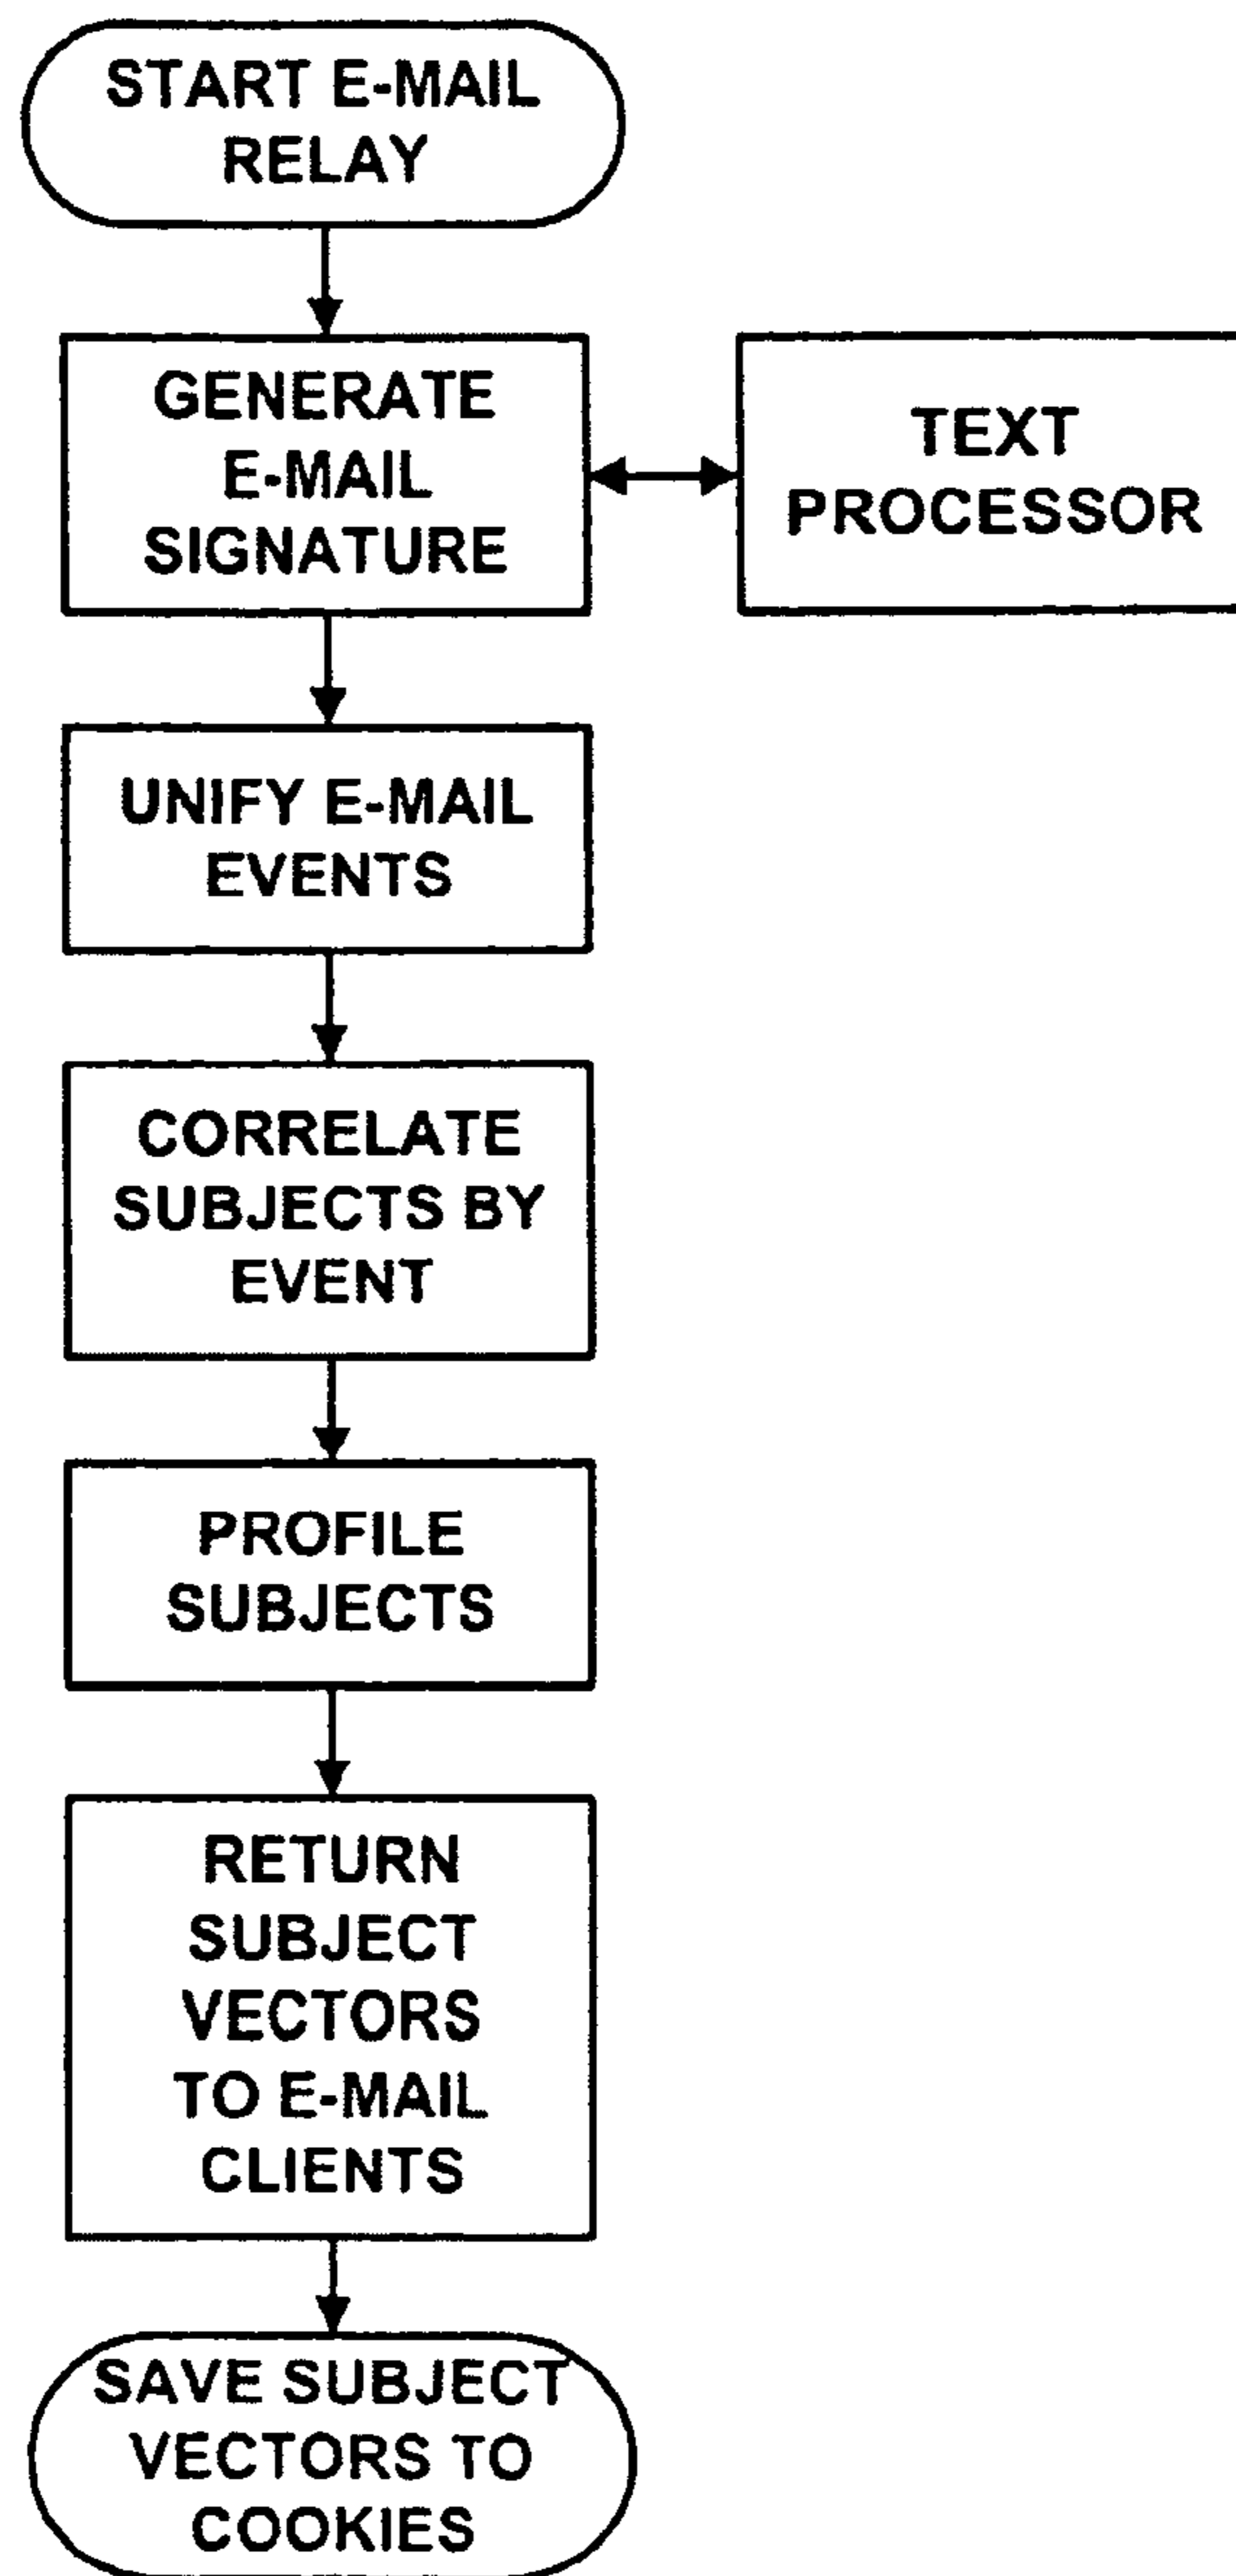 START E-MAIL
RELAY
GENERATE
E-MAIL
SIGNATURE
TEXT
PROCESSOR
UNIFY E-MAIL
EVENTS
CORRELATE
SUBJECTS BY
EVENT
PROFILE
SUBJECTS
RETURN
SUBJECT
VECTORS
TO E-MAIL
CLIENTS
SAVE SUBJECT
VECTORS TO
COOKIES